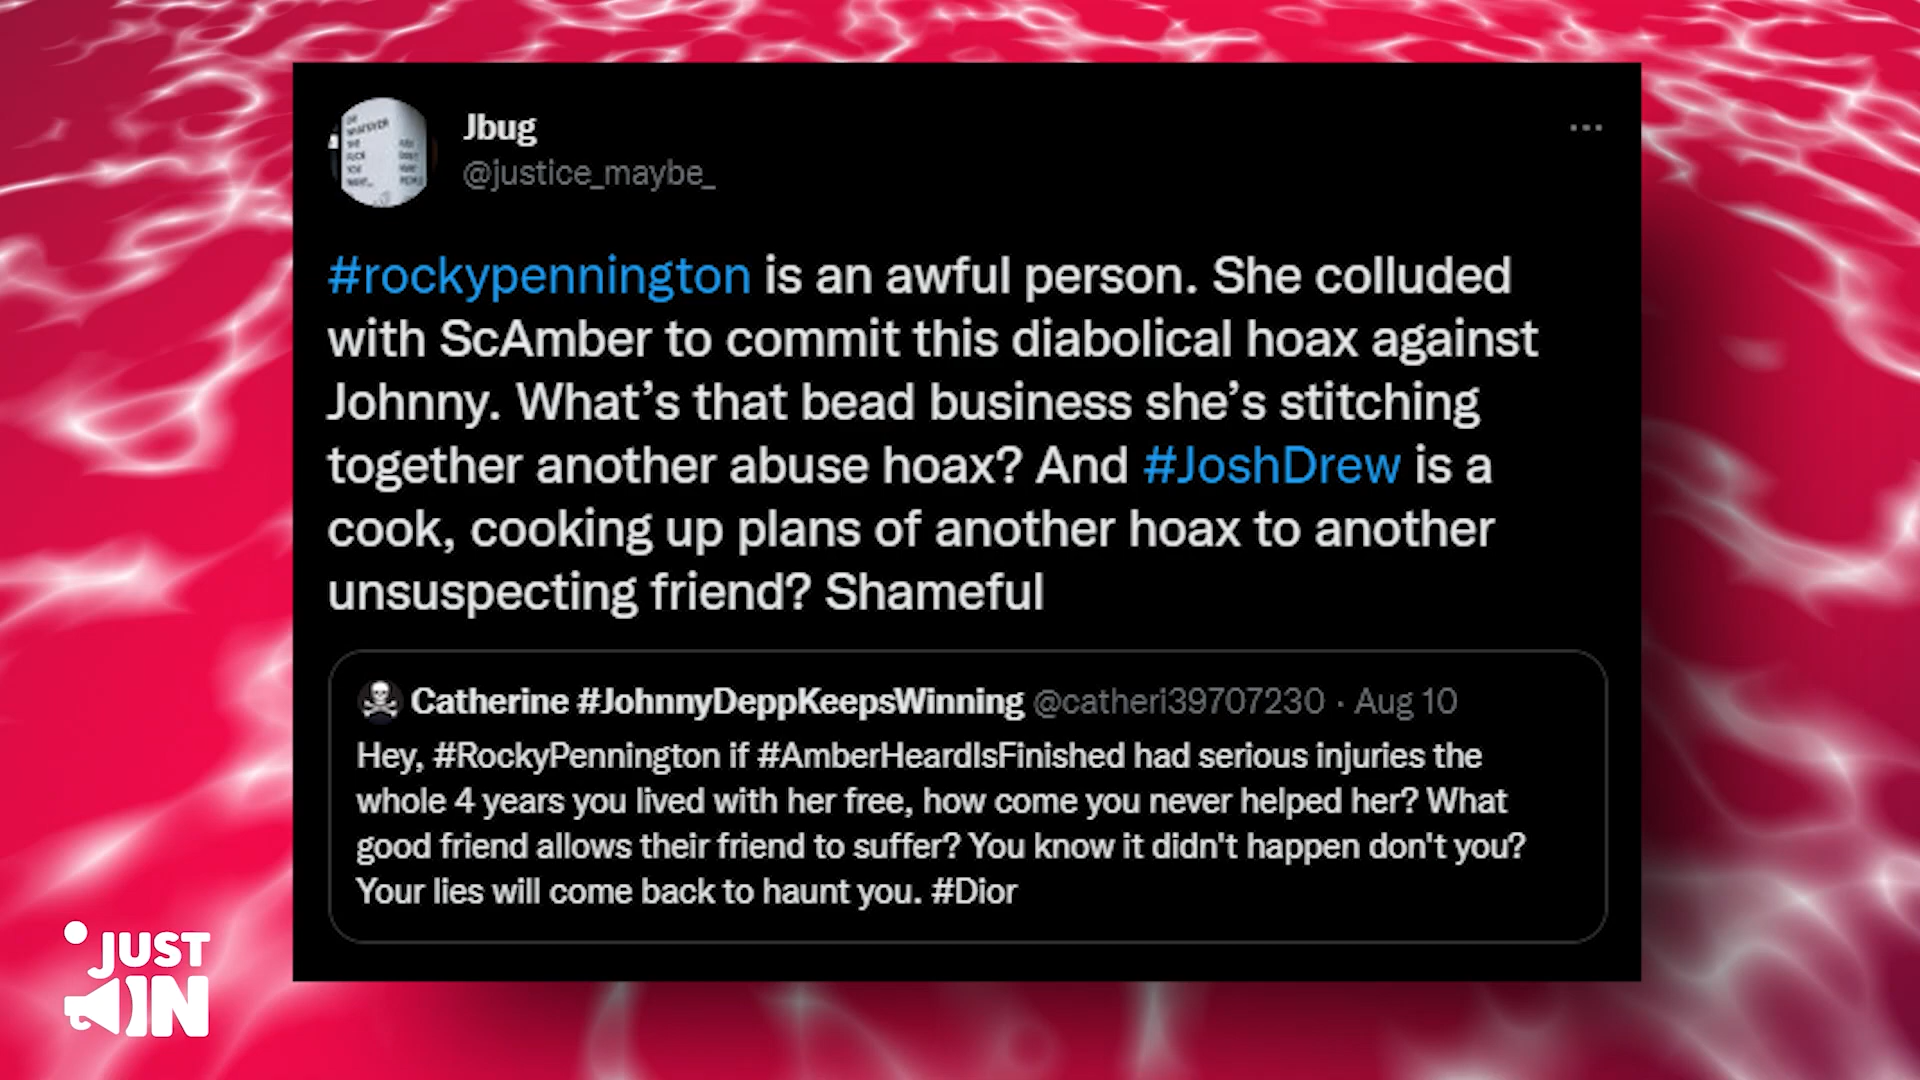 Jbug
@justice_maybe_
#rockypennington is an awful person. She colluded
with ScAmber to commit this diabolical hoax against
Johnny. What’s that bead business she’s stitching
together another abuse hoax? And #JoshDrew is a
cook, cooking up plans of another hoax to another
unsuspecting friend? Shameful
Catherine #JohnnyDeppKeepsWinning @catheri39707230 · Aug 10
Hey, #RockyPennington if #AmberHeardIsFinished had serious injuries the
whole 4 years you lived with her free, how come you never helped her? What
good friend allows their friend to suffer? You know it didn't happen don't you?
Your lies will come back to haunt you. #Dior
JUST
IN